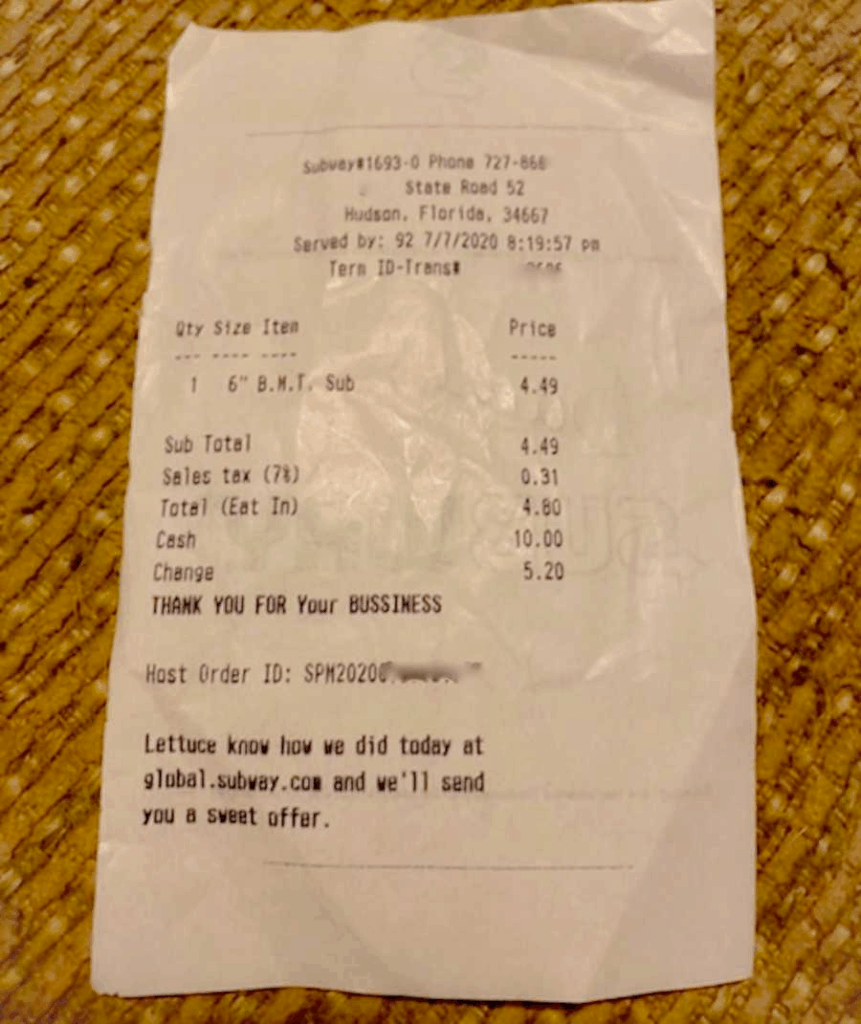 Subway#1693-0 Phone 727-868
State Road 52
Hudson, Florida, 34667
Served by: 92 7/7/2020 8:19:57 pm
Term ID-Trans#
Qty Size Item Price
--- ---- ---- -----
1 6" B.M.T. Sub 4.49
Sub Total 4.49
Sales tax (7%) 0.31
Total (Eat In) 4.80
Cash 10.00
Change 5.20
THANK YOU FOR Your BUSSINESS
Host Order ID:
Lettuce know how we did today at
global.subway.com and we'll send
you a sweet offer.